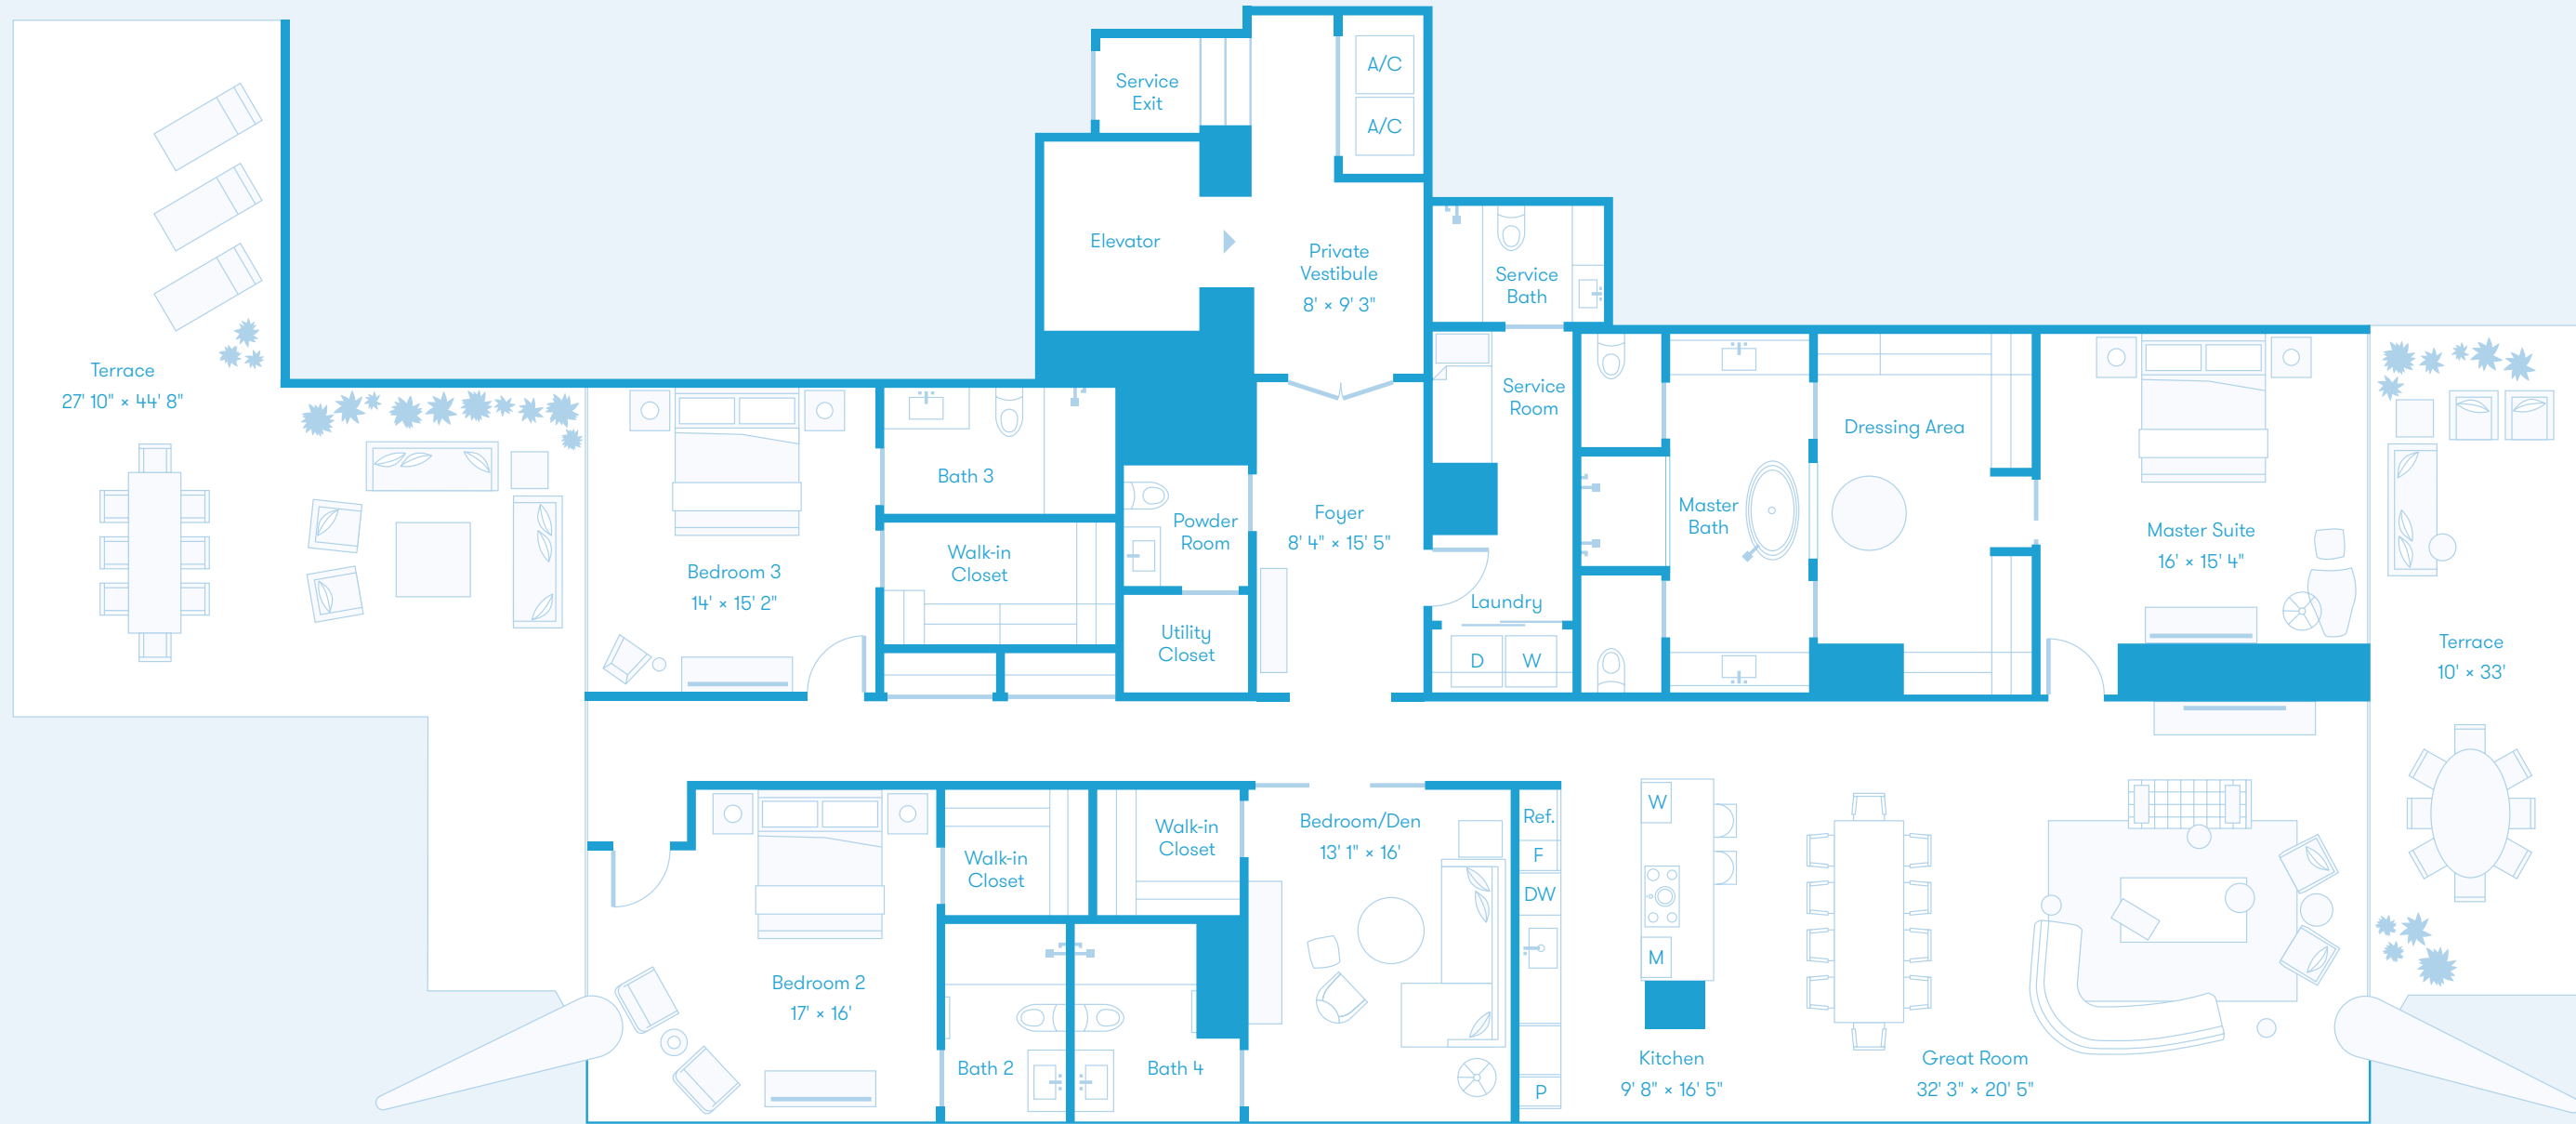 Service
Exit
A/C
A/C
Elevator
Private
Vestibule
8' × 9' 3"
Service
Bath
Terrace
27' 10" × 44' 8"
Service
Room
Dressing Area
Bath 3
Master
Bath
Powder
Room
Foyer
8' 4" × 15' 5"
Master Suite
16' × 15' 4"
Walk-in
Closet
Bedroom 3
14' × 15' 2"
Laundry
Utility
Closet
D
W
Terrace
10' × 33'
W
Ref.
Bedroom/Den
13' 1" × 16'
Walk-in
Closet
F
Walk-in
Closet
DW
M
Bedroom 2
17' × 16'
Bath 2
Bath 4
P
Kitchen
9' 8" × 16' 5"
Great Room
32' 3" × 20' 5"